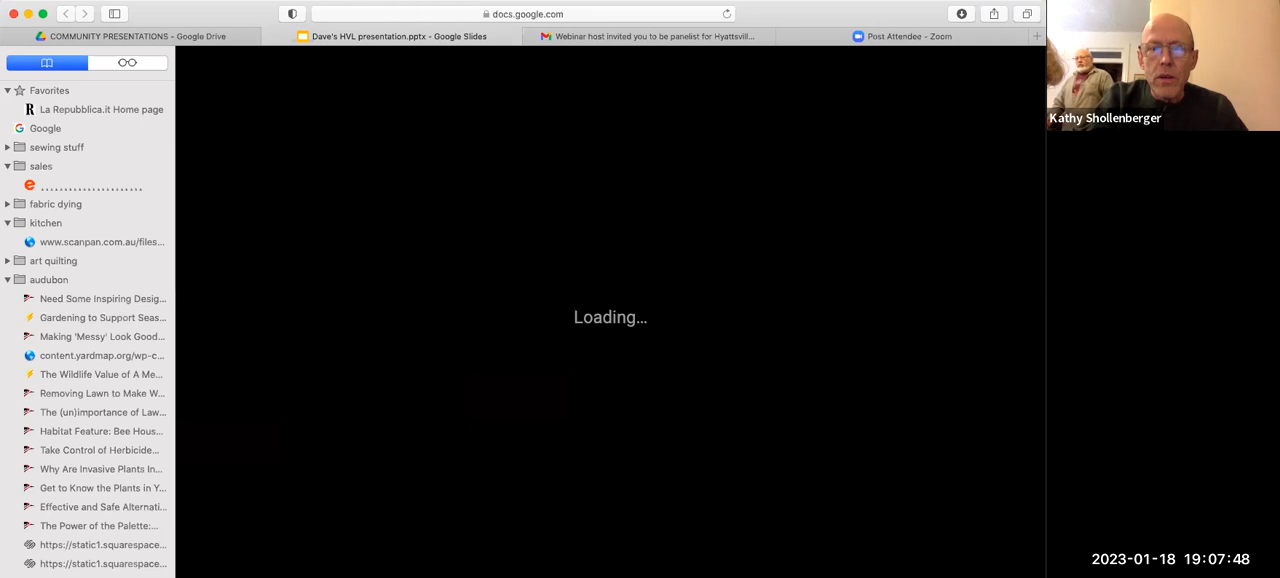 docs.google.com
COMMUNITY PRESENTATIONS - Google Drive
Dave's HVL presentation.pptx - Google Slides
Webinar host invited you to be panelist for Hyattsvill...
Post Attendee - Zoom
Favorites
La Repubblica.it Home page
Google
sewing stuff
sales
fabric dying
kitchen
www.scanpan.com.au/files...
art quilting
audubon
Need Some Inspiring Desig...
Gardening to Support Seas...
Making 'Messy' Look Good...
content.yardmap.org/wp-c...
The Wildlife Value of A Me...
Removing Lawn to Make W...
The (un)importance of Law...
Habitat Feature: Bee Hous...
Take Control of Herbicide...
Why Are Invasive Plants In...
Get to Know the Plants in Y...
Effective and Safe Alternati...
The Power of the Palette:...
https://static1.squarespace...
https://static1.squarespace...
Loading...
Kathy Shollenberger
2023-01-18 19:07:48